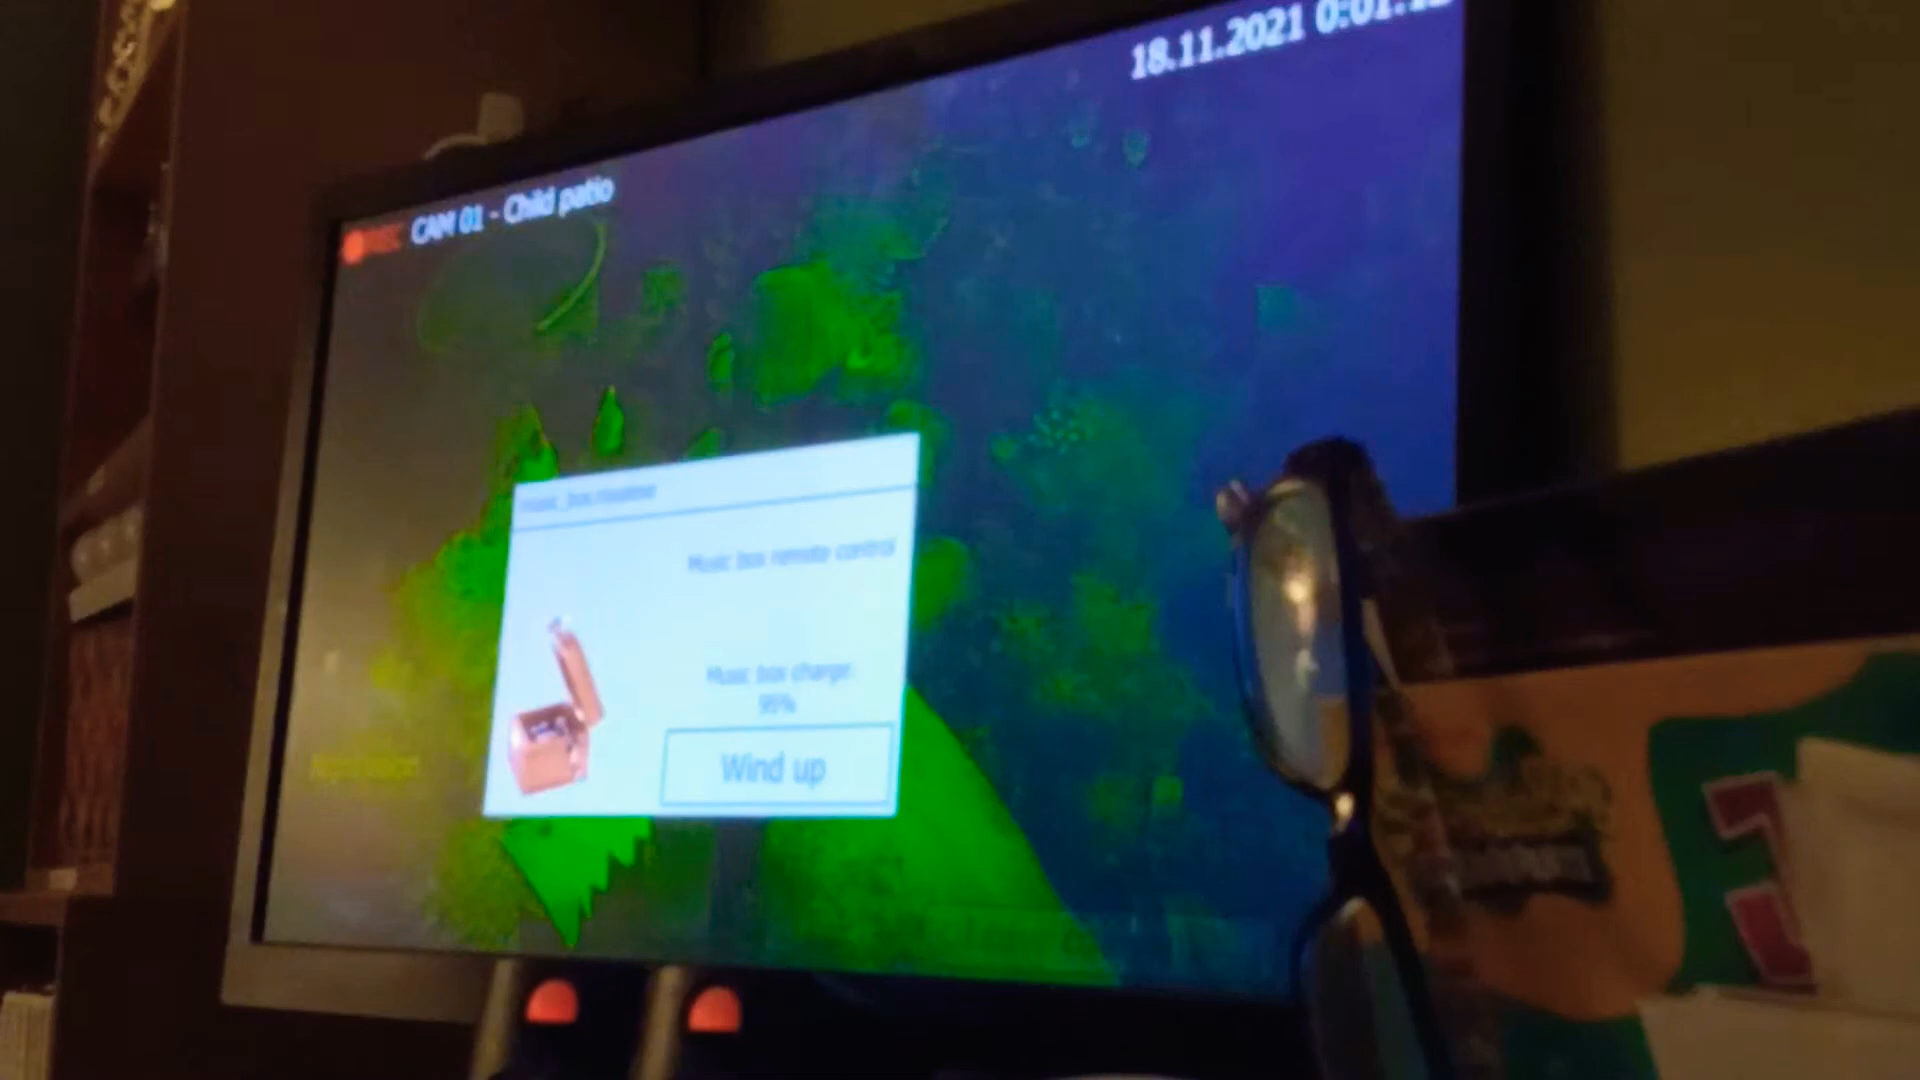 18.11.2021 0:01:
CAM 01 - Child patio
Music box remote control
Music box charge:
95%
Wind up